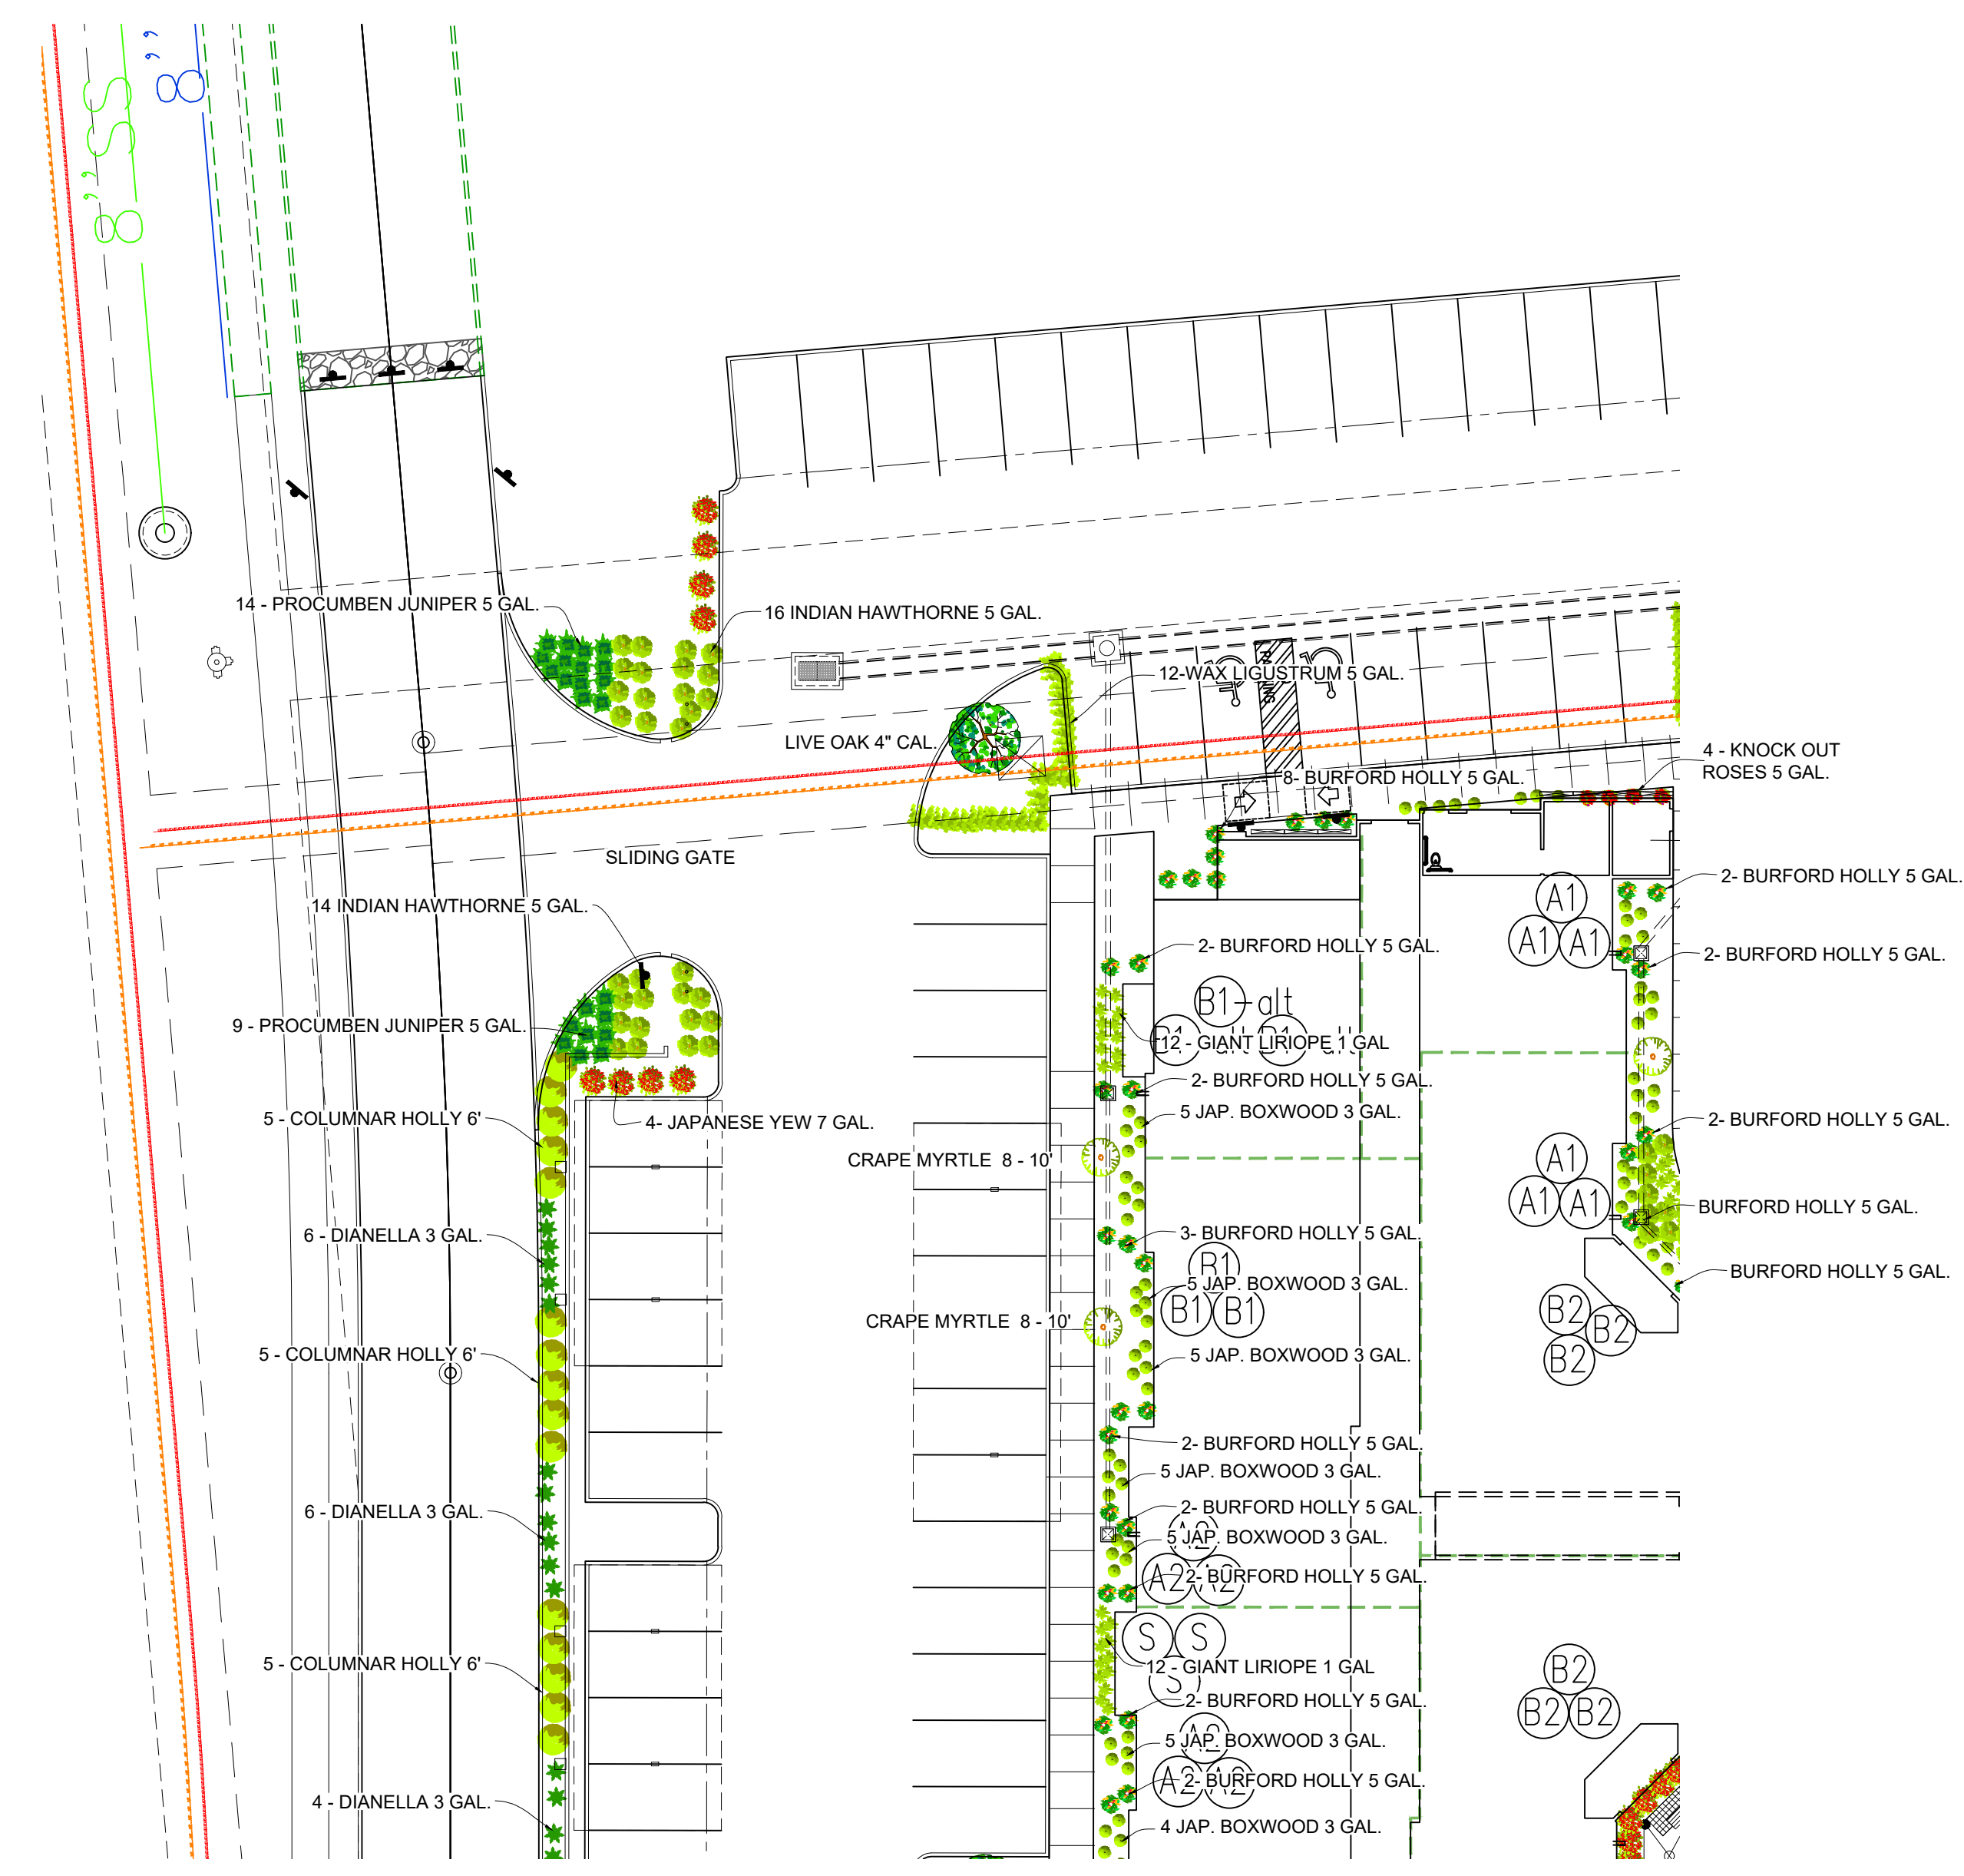 8'' SS
8''
14 - PROCUMBEN JUNIPER 5 GAL.
16 INDIAN HAWTHORNE 5 GAL.
12-WAX LIGUSTRUM 5 GAL.
LIVE OAK 4" CAL.
4 - KNOCK OUT
ROSES 5 GAL.
8- BURFORD HOLLY 5 GAL.
SLIDING GATE
2- BURFORD HOLLY 5 GAL.
A1
A1
A1
14 INDIAN HAWTHORNE 5 GAL.
2- BURFORD HOLLY 5 GAL.
2- BURFORD HOLLY 5 GAL.
B1-alt
9 - PROCUMBEN JUNIPER 5 GAL.
12 - GIANT LIRIOPE 1 GAL
2- BURFORD HOLLY 5 GAL.
5 JAP. BOXWOOD 3 GAL.
5 - COLUMNAR HOLLY 6'
4- JAPANESE YEW 7 GAL.
2- BURFORD HOLLY 5 GAL.
CRAPE MYRTLE 8 - 10'
A1
A1
A1
BURFORD HOLLY 5 GAL.
6 - DIANELLA 3 GAL.
3- BURFORD HOLLY 5 GAL.
B1
BURFORD HOLLY 5 GAL.
5 JAP. BOXWOOD 3 GAL.
B1
B1
B2
B2
B2
CRAPE MYRTLE 8 - 10'
5 - COLUMNAR HOLLY 6'
5 JAP. BOXWOOD 3 GAL.
2- BURFORD HOLLY 5 GAL.
5 JAP. BOXWOOD 3 GAL.
6 - DIANELLA 3 GAL.
2- BURFORD HOLLY 5 GAL.
A2
5 JAP. BOXWOOD 3 GAL.
A2
A2
2- BURFORD HOLLY 5 GAL.
S
S
S
5 - COLUMNAR HOLLY 6'
12 - GIANT LIRIOPE 1 GAL
B2
B2
B2
2- BURFORD HOLLY 5 GAL.
A2
5 JAP. BOXWOOD 3 GAL.
A2
A2
2- BURFORD HOLLY 5 GAL.
4 - DIANELLA 3 GAL.
4 JAP. BOXWOOD 3 GAL.